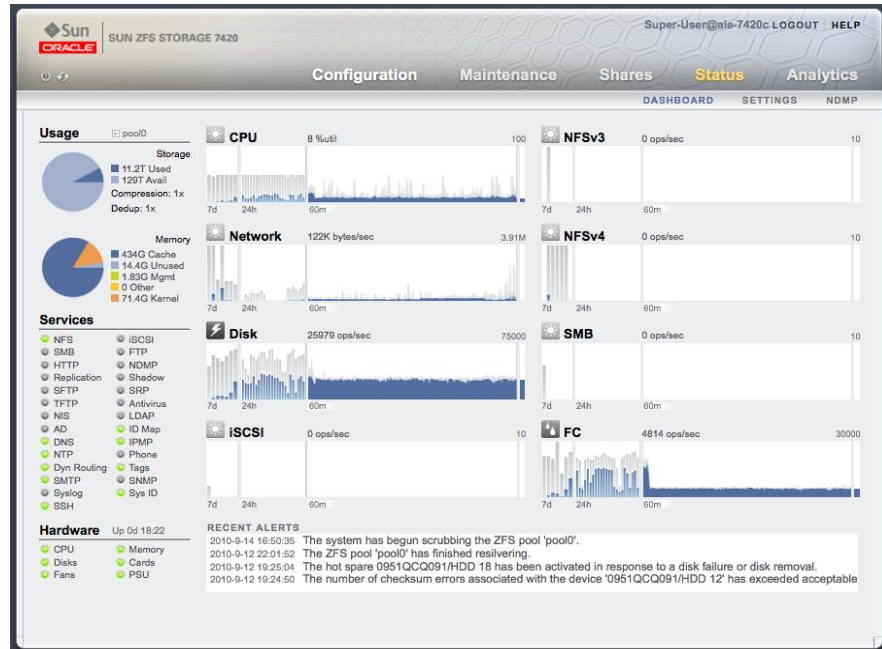 Sun
ORACLE
SUN ZFS STORAGE 7420
Super-User@aie-7420c LOGOUT HELP
Configuration Maintenance Shares Status Analytics
DASHBOARD SETTINGS NDMP
Usage pool0
Storage
11.2T Used
129T Avail
Compression: 1x
Dedup: 1x
Memory
434G Cache
14.4G Unused
1.83G Mgmt
0 Other
71.4G Kernel
Services
NFS iSCSI
SMB FTP
HTTP NDMP
Replication Shadow
SFTP SRP
TFTP Antivirus
NIS LDAP
AD ID Map
DNS IPMP
NTP Phone
Dyn Routing Tags
SMTP SNMP
Syslog Sys ID
SSH
Hardware Up 0d 18:22
CPU Memory
Disks Cards
Fans PSU
CPU 8 %util 100
7d 24h 60m
Network 122K bytes/sec 3.91M
7d 24h 60m
Disk 25979 ops/sec 75000
7d 24h 60m
iSCSI 0 ops/sec 10
7d 24h 60m
NFSv3 0 ops/sec 10
7d 24h 60m
NFSv4 0 ops/sec 10
7d 24h 60m
SMB 0 ops/sec 10
7d 24h 60m
FC 4814 ops/sec 30000
7d 24h 60m
RECENT ALERTS
2010-9-14 16:50:35 The system has begun scrubbing the ZFS pool 'pool0'.
2010-9-12 22:01:52 The ZFS pool 'pool0' has finished resilvering.
2010-9-12 19:25:04 The hot spare 0951QCQ091/HDD 18 has been activated in response to a disk failure or disk removal.
2010-9-12 19:24:50 The number of checksum errors associated with the device '0951QCQ091/HDD 12' has exceeded acceptable